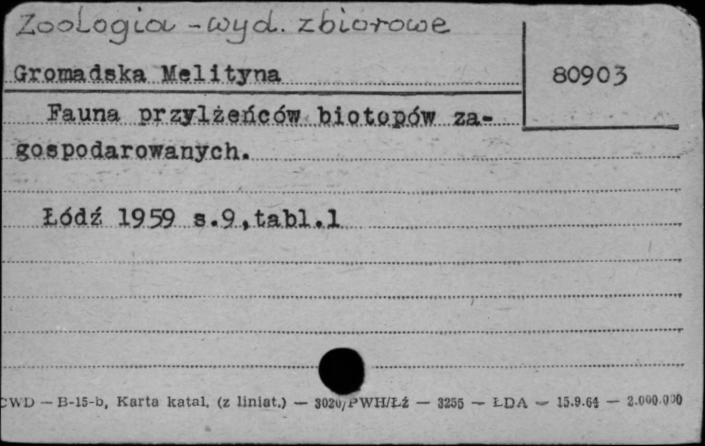 Zoologia - wyd. zbiorowe
Gromadska Melityna
80903
Fauna przylżeńców biotopów za-
gospodarowanych.
Łódź 1959 s.9,tabl.1
CWD — B-15-b, Karta katal. (z liniat.) — 3020/PWH/Łź — 3255 — ŁDA — 15.9.64 — 2.000.000